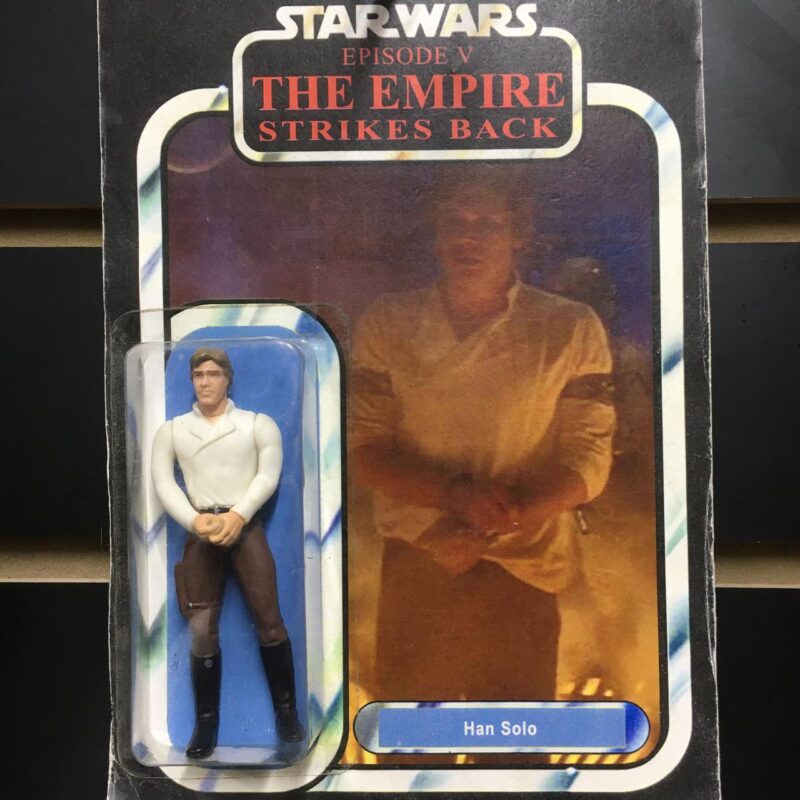 STAR WARS
EPISODE V
THE EMPIRE
STRIKES BACK
Han Solo